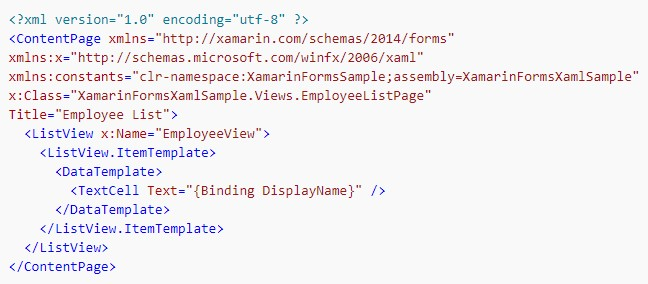 <?xml version="1.0" encoding="utf-8" ?>
<ContentPage xmlns="http://xamarin.com/schemas/2014/forms"
xmlns:x="http://schemas.microsoft.com/winfx/2006/xaml"
xmlns:constants="clr-namespace:XamarinFormsSample;assembly=XamarinFormsXamlSample"
x:Class="XamarinFormsXamlSample.Views.EmployeeListPage"
Title="Employee List">
  <ListView x:Name="EmployeeView">
    <ListView.ItemTemplate>
      <DataTemplate>
        <TextCell Text="{Binding DisplayName}" />
      </DataTemplate>
    </ListView.ItemTemplate>
  </ListView>
</ContentPage>